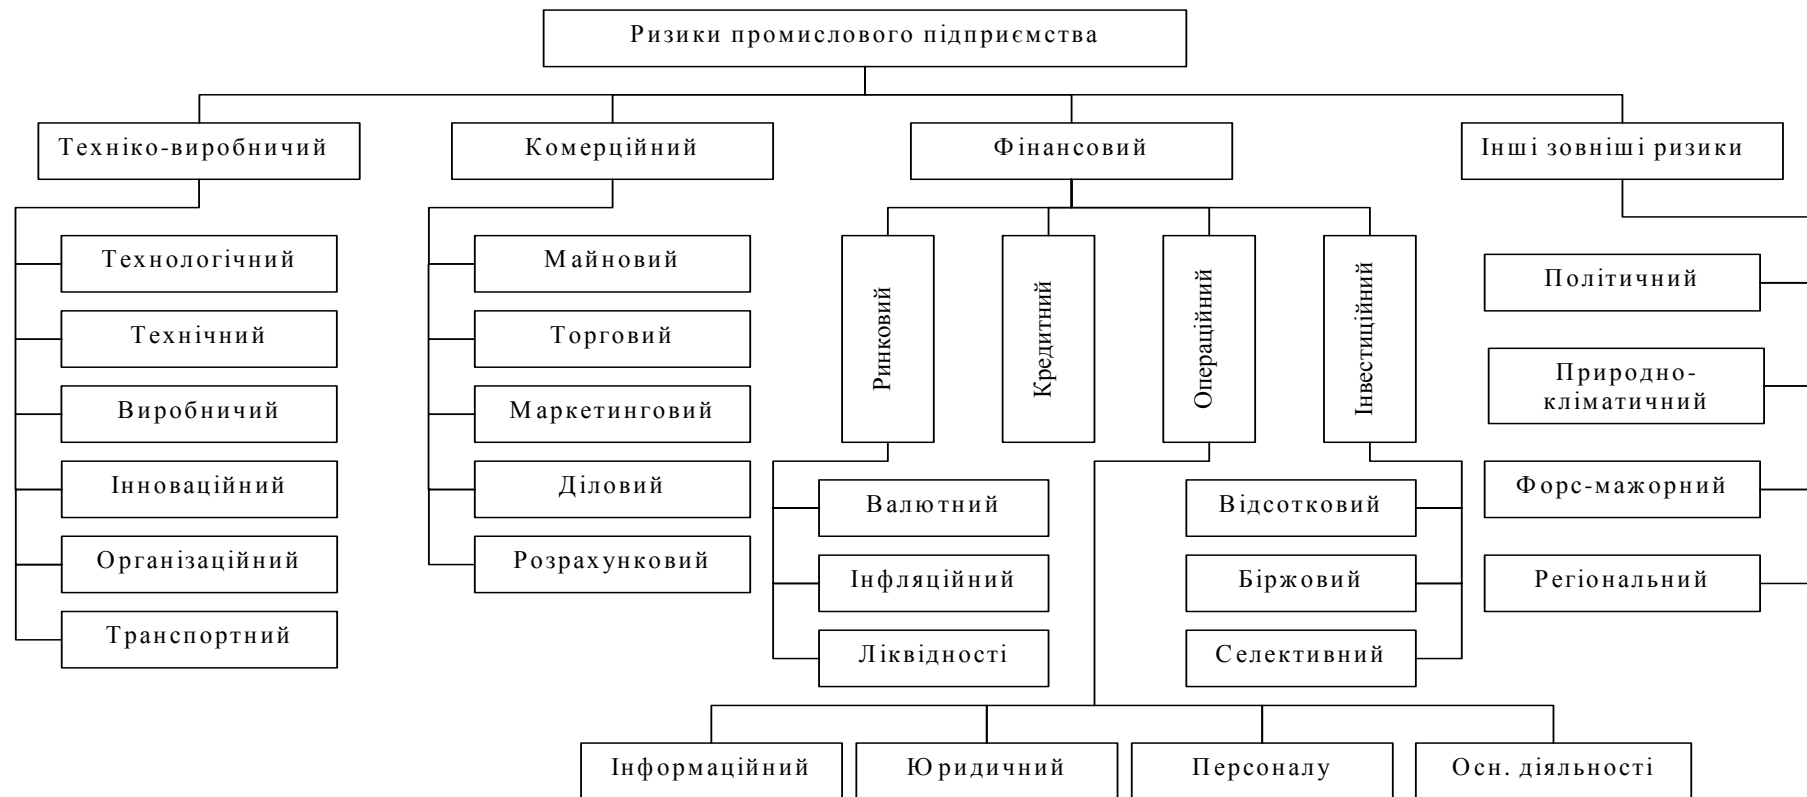 Ризики промислового підприємства
Техніко-виробничий
Комерційний
Фінансовий
Інші зовніші ризики
Технологічний
Технічний
Виробничий
Інноваційний
Організаційний
Транспортний
Майновий
Торговий
Маркетинговий
Діловий
Розрахунковий
Ринковий
Кредитний
Операційний
Інвестиційний
Валютний
Інфляційний
Ліквідності
Відсотковий
Біржовий
Селективний
Політичний
Природно-
кліматичний
Форс-мажорний
Регіональний
Інформаційний
Юридичний
Персоналу
Осн. діяльності